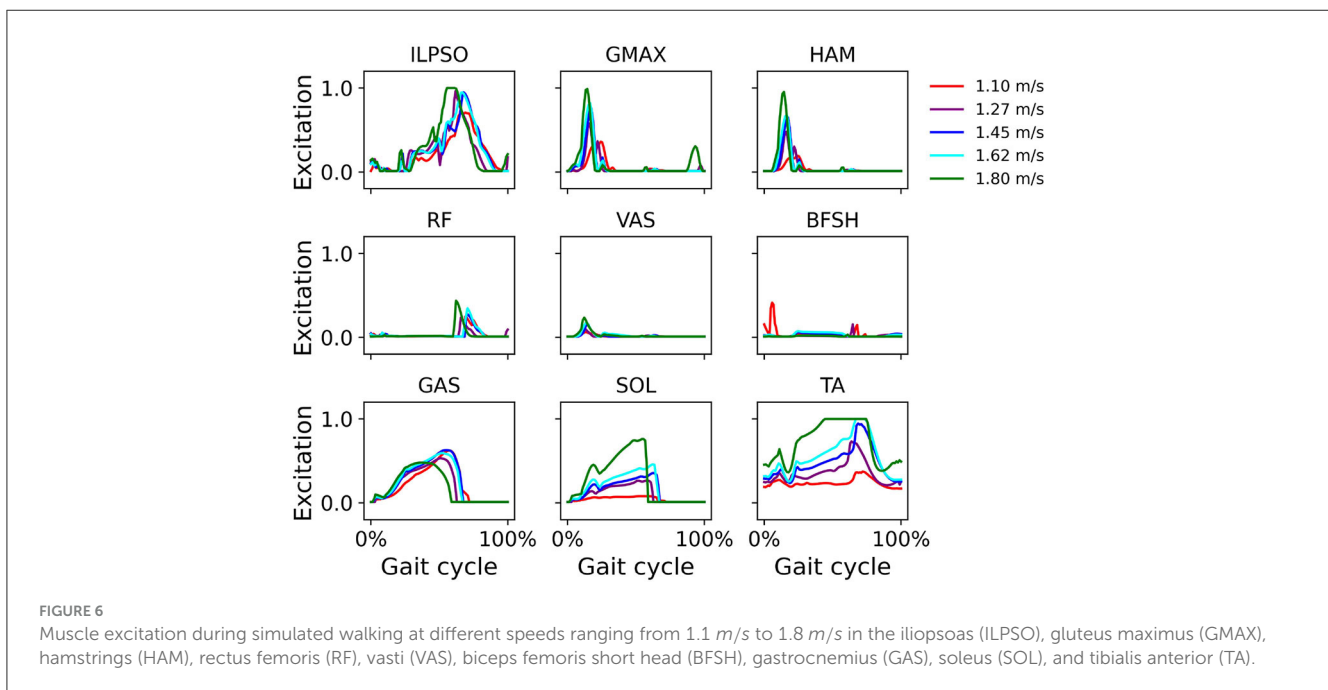 ILPSO GMAX HAM
Excitation
1.0
0.0
1.10 m/s
1.27 m/s
1.45 m/s
1.62 m/s
1.80 m/s
RF VAS BFSH
Excitation
1.0
0.0
GAS SOL TA
Excitation
1.0
0.0
0% 100% 0% 100% 0% 100%
Gait cycle Gait cycle Gait cycle
FIGURE 6
Muscle excitation during simulated walking at different speeds ranging from 1.1 m/s to 1.8 m/s in the iliopsoas (ILPSO), gluteus maximus (GMAX),
hamstrings (HAM), rectus femoris (RF), vasti (VAS), biceps femoris short head (BFSH), gastrocnemius (GAS), soleus (SOL), and tibialis anterior (TA).